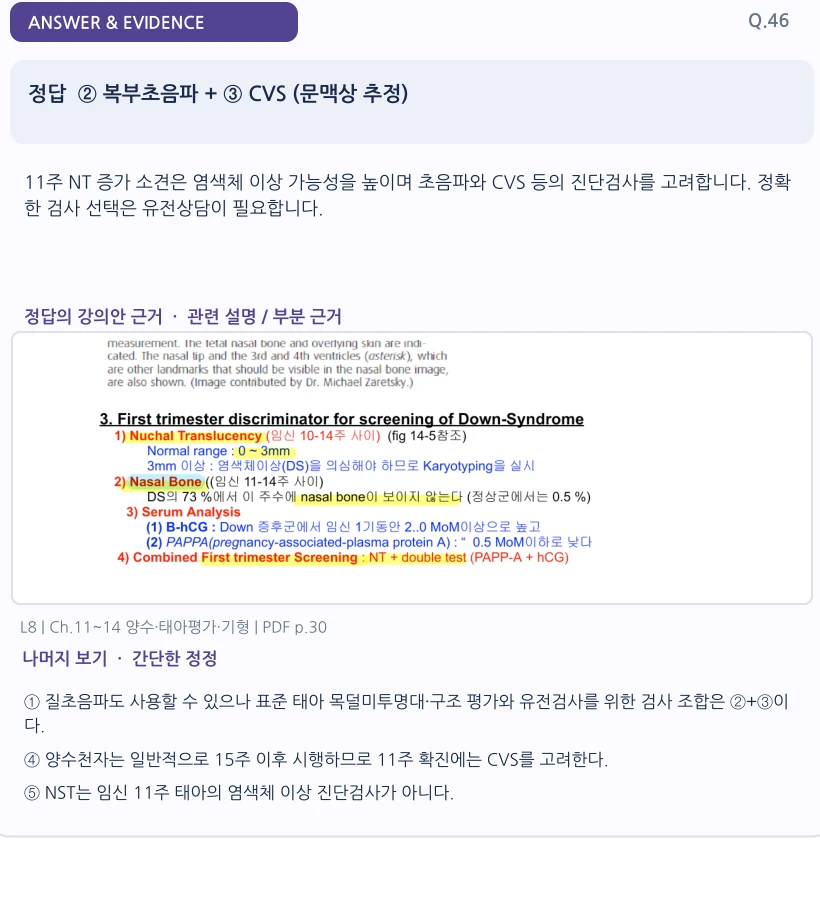 ANSWER & EVIDENCE
Q.46
정답 ② 복부초음파 + ③ CVS (문맥상 추정)
11주 NT 증가 소견은 염색체 이상 가능성을 높이며 초음파와 CVS 등의 진단검사를 고려합니다. 정확
한 검사 선택은 유전상담이 필요합니다.
정답의 강의안 근거 · 관련 설명 / 부분 근거
measurement. The fetal nasal bone and overlying skin are indi-
cated. The nasal tip and the 3rd and 4th ventricles (asterisk), which
are other landmarks that should be visible in the nasal bone image,
are also shown. (Image contributed by Dr. Michael Zaretsky.)
3. First trimester discriminator for screening of Down-Syndrome
1) Nuchal Translucency (임신 10-14주 사이) (fig 14-5참조)
Normal range : 0 ~ 3mm
3mm 이상 : 염색체이상(DS)을 의심해야 하므로 Karyotyping을 실시
2) Nasal Bone ((임신 11-14주 사이)
DS의 73 %에서 이 주수에 nasal bone이 보이지 않는다 (정상군에서는 0.5 %)
3) Serum Analysis
(1) B-hCG : Down 증후군에서 임신 1기동안 2..0 MoM이상으로 높고
(2) PAPPA(pregnancy-associated-plasma protein A) : “ 0.5 MoM이하로 낮다
4) Combined First trimester Screening : NT + double test (PAPP-A + hCG)
L8 | Ch.11~14 양수·태아평가·기형 | PDF p.30
나머지 보기 · 간단한 정정
① 질초음파도 사용할 수 있으나 표준 태아 목덜미투명대·구조 평가와 유전검사를 위한 검사 조합은 ②+③이
다.
④ 양수천자는 일반적으로 15주 이후 시행하므로 11주 확진에는 CVS를 고려한다.
⑤ NST는 임신 11주 태아의 염색체 이상 진단검사가 아니다.